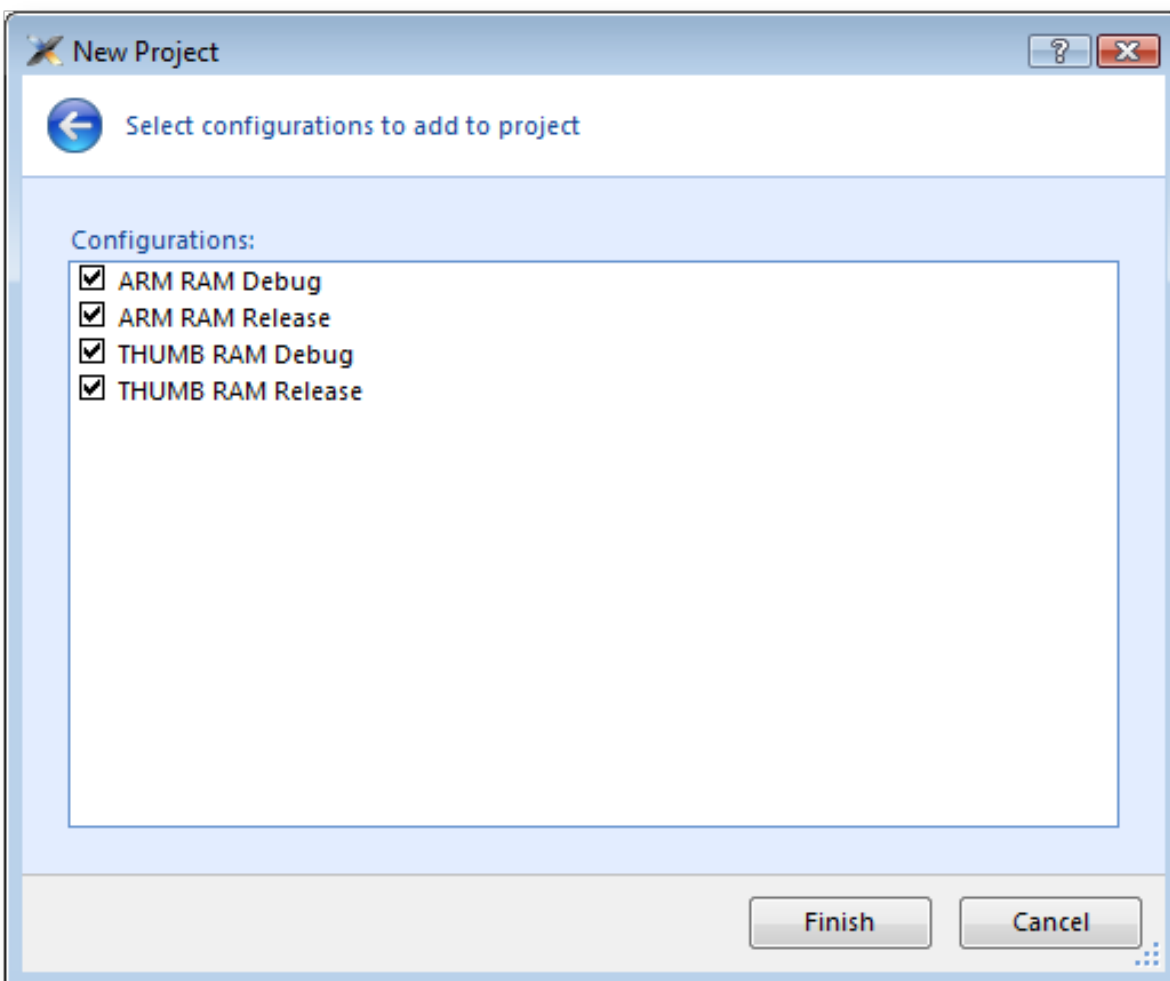 New Project
Select configurations to add to project
Configurations:
ARM RAM Debug
ARM RAM Release
THUMB RAM Debug
THUMB RAM Release
Finish
Cancel